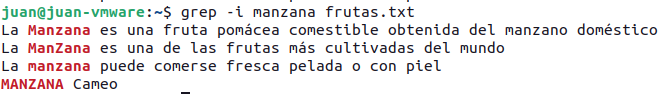 juan@juan-vmware:~$ grep -i manzana frutas.txt
La ManZana es una fruta pomácea comestible obtenida del manzano doméstico
La ManZana es una de las frutas más cultivadas del mundo
La manzana puede comerse fresca pelada o con piel
MANZANA Cameo